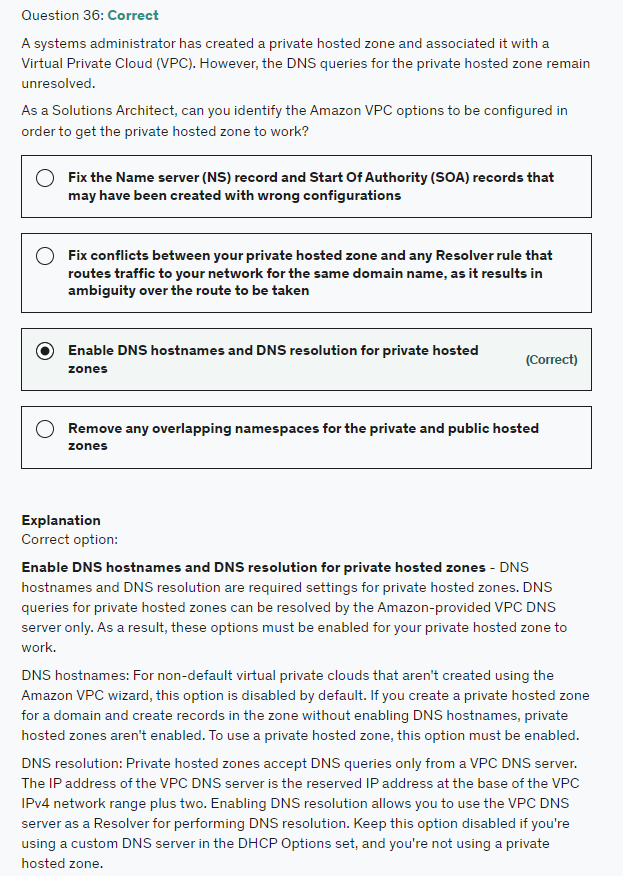 Question 36: Correct
A systems administrator has created a private hosted zone and associated it with a
Virtual Private Cloud (VPC). However, the DNS queries for the private hosted zone remain
unresolved.
As a Solutions Architect, can you identify the Amazon VPC options to be configured in
order to get the private hosted zone to work?
Fix the Name server (NS) record and Start Of Authority (SOA) records that
may have been created with wrong configurations
Fix conflicts between your private hosted zone and any Resolver rule that
routes traffic to your network for the same domain name, as it results in
ambiguity over the route to be taken
Enable DNS hostnames and DNS resolution for private hosted
zones
(Correct)
Remove any overlapping namespaces for the private and public hosted
zones
Explanation
Correct option:
Enable DNS hostnames and DNS resolution for private hosted zones - DNS
hostnames and DNS resolution are required settings for private hosted zones. DNS
queries for private hosted zones can be resolved by the Amazon-provided VPC DNS
server only. As a result, these options must be enabled for your private hosted zone to
work.
DNS hostnames: For non-default virtual private clouds that aren't created using the
Amazon VPC wizard, this option is disabled by default. If you create a private hosted zone
for a domain and create records in the zone without enabling DNS hostnames, private
hosted zones aren't enabled. To use a private hosted zone, this option must be enabled.
DNS resolution: Private hosted zones accept DNS queries only from a VPC DNS server.
The IP address of the VPC DNS server is the reserved IP address at the base of the VPC
IPv4 network range plus two. Enabling DNS resolution allows you to use the VPC DNS
server as a Resolver for performing DNS resolution. Keep this option disabled if you're
using a custom DNS server in the DHCP Options set, and you're not using a private
hosted zone.